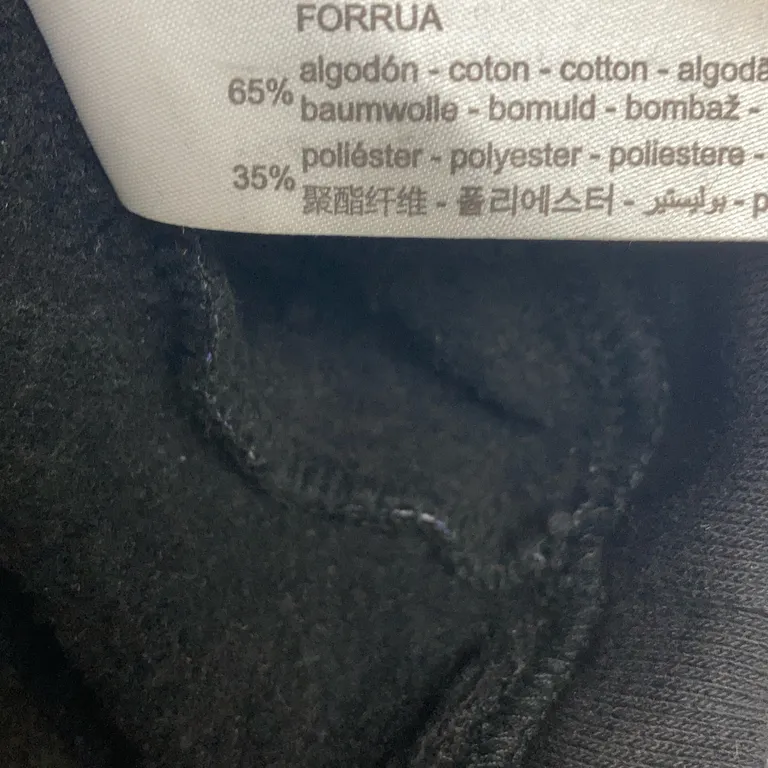 FORRUA
65% algodón - coton - cotton - algodã
baumwolle - bomuld - bombaž -
35% poliéster - polyester - poliestere -
聚酯纤维 - 폴리에스터 - بوليستير - p